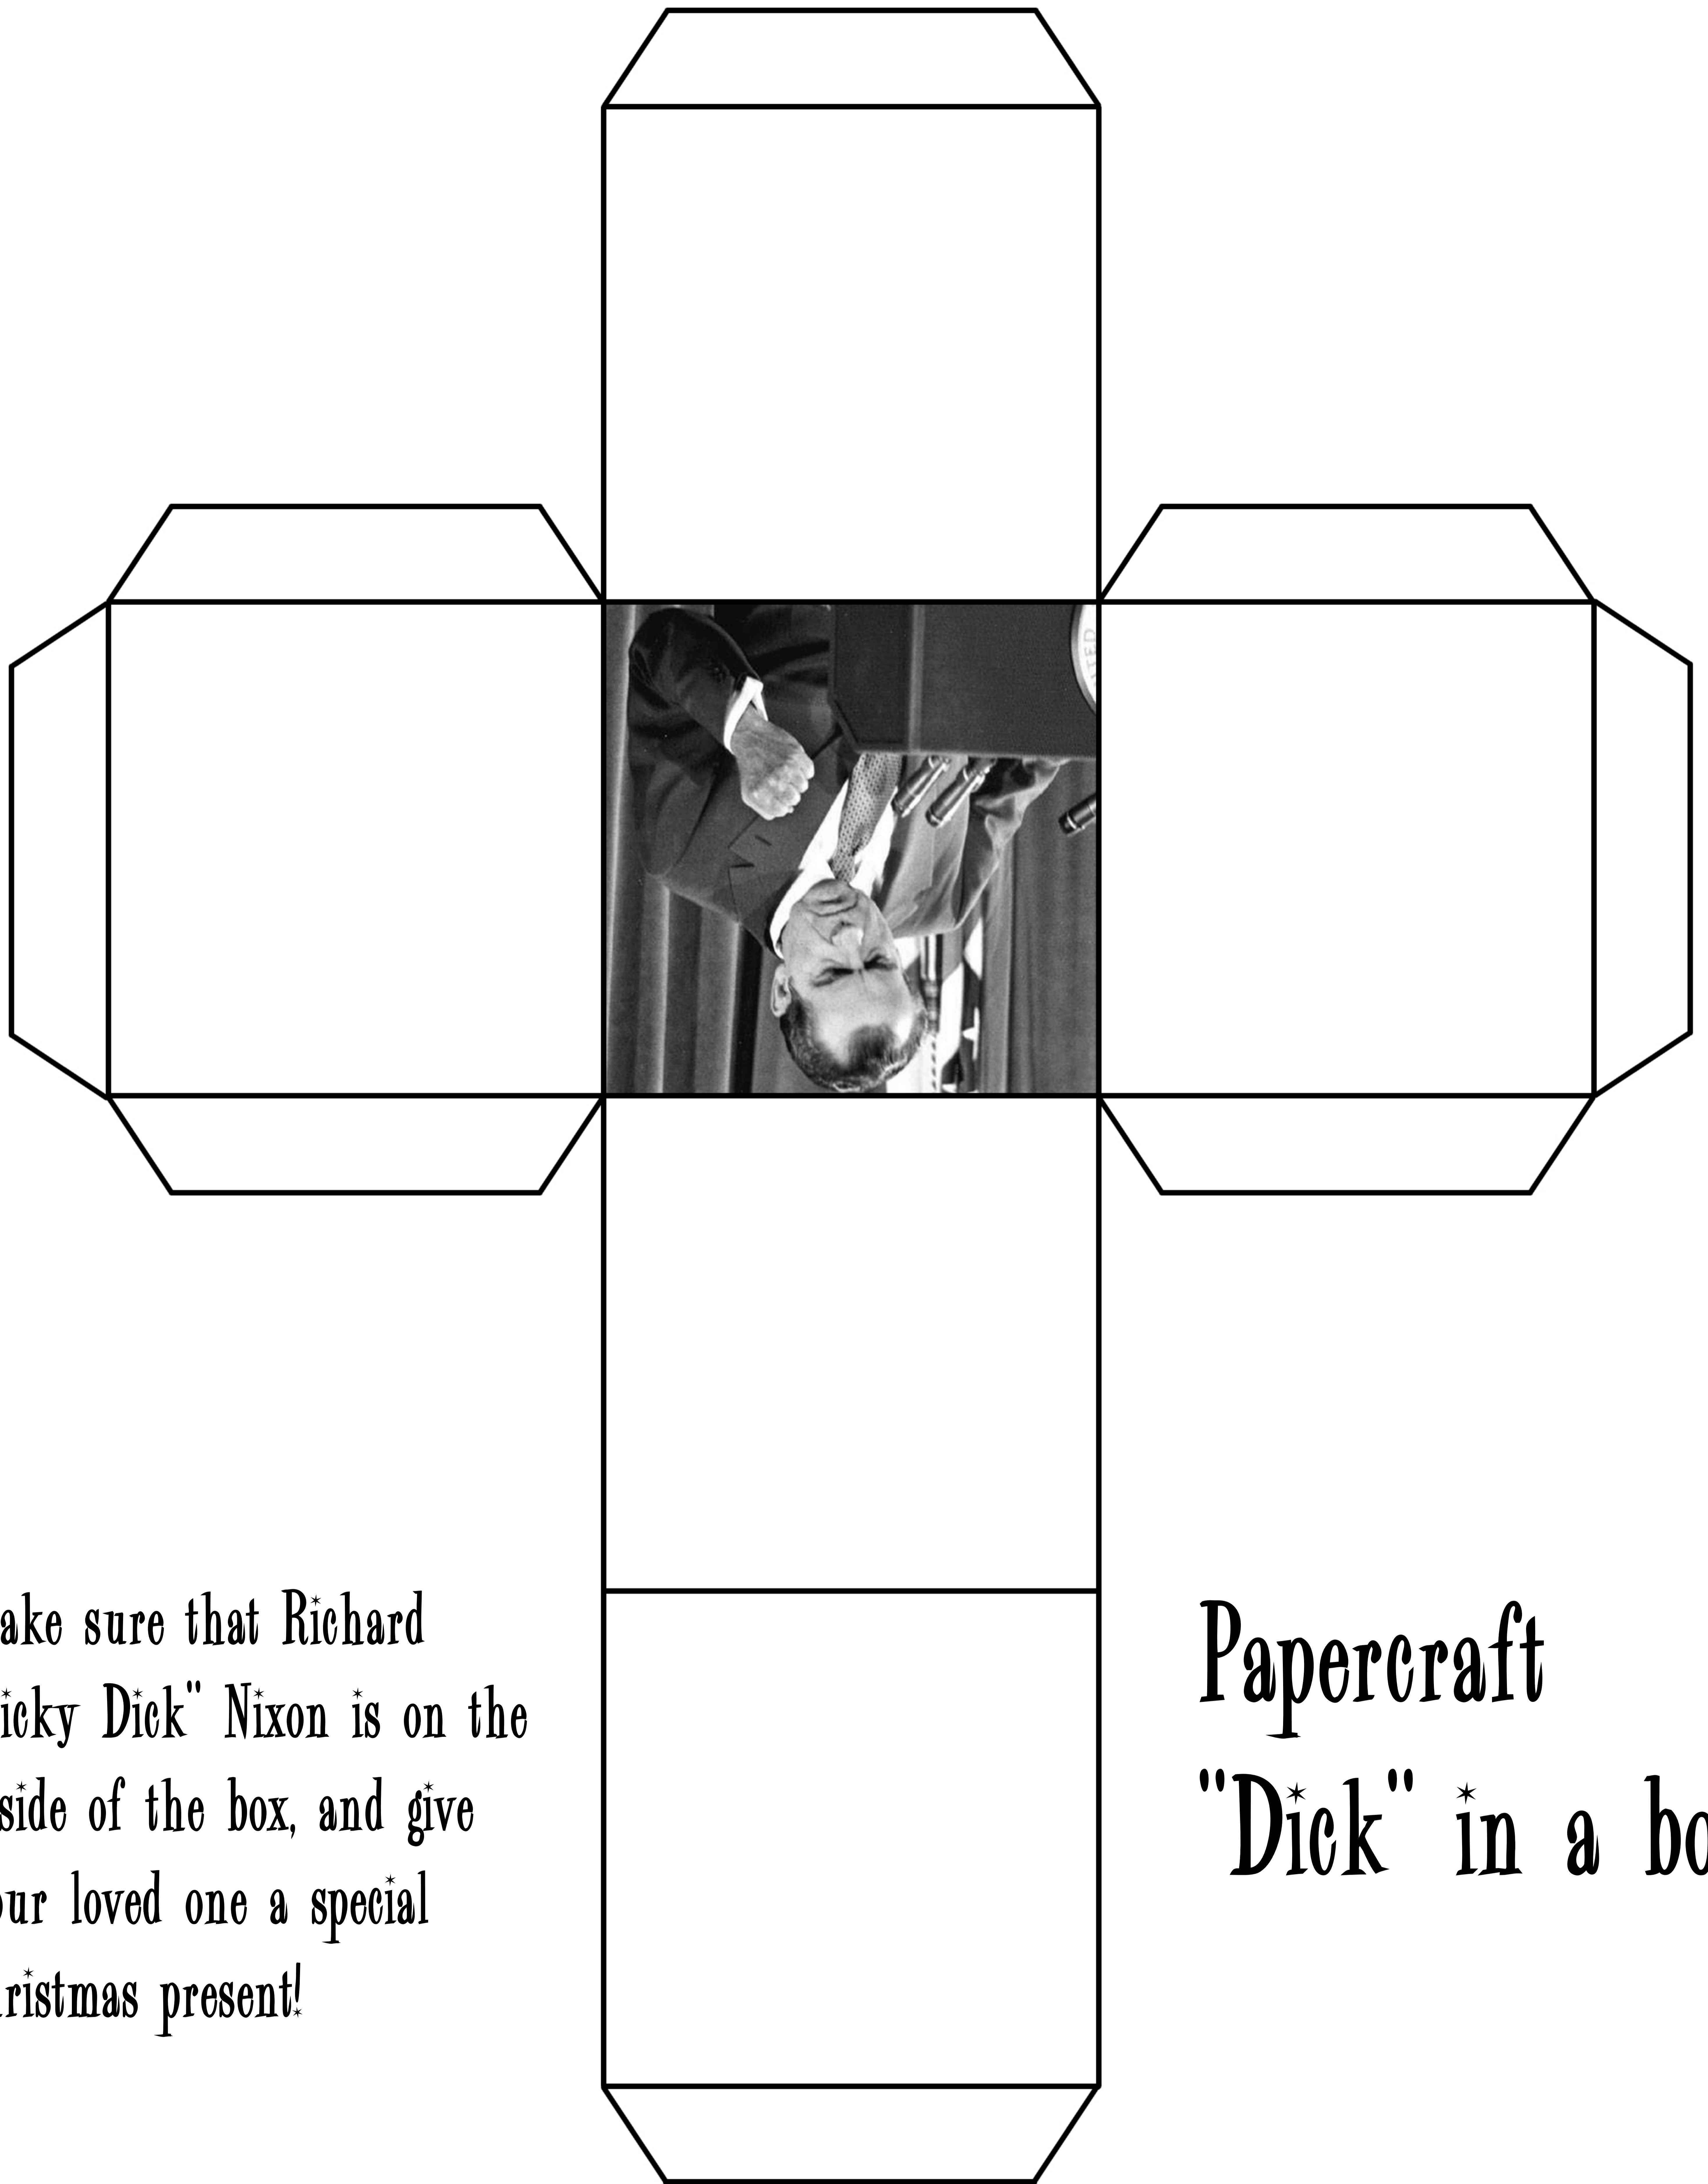 ake sure that Richard
icky Dick" Nixon is on the
side of the box, and give
our loved one a special
ristmas present!
Papercraft
"Dick" in a bo